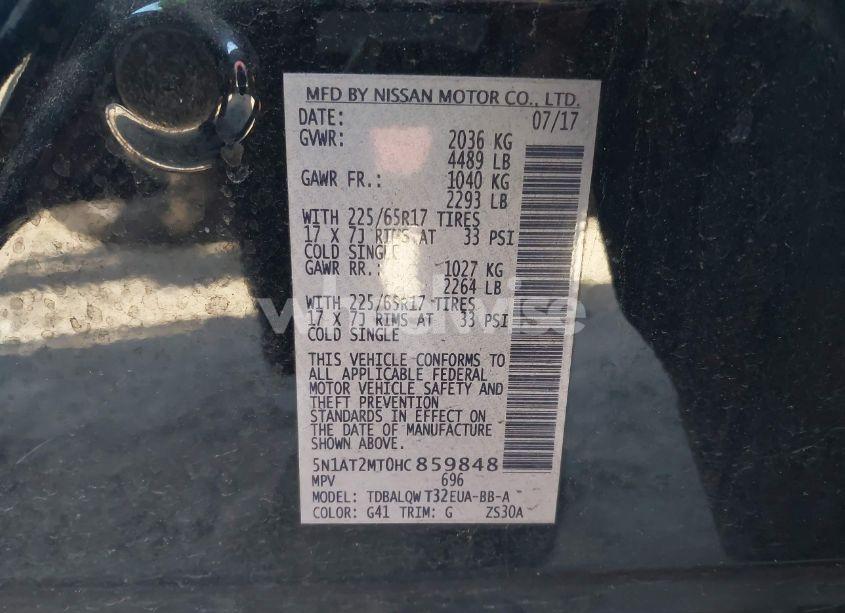 MFD BY NISSAN MOTOR CO., LTD.
DATE: 07/17
GVWR: 2036 KG
4489 LB
GAWR FR.: 1040 KG
2293 LB
WITH 225/65R17 TIRES
17 X 7J RIMS AT 33 PSI
COLD SINGLE
GAWR RR.: 1027 KG
2264 LB
WITH 225/65R17 TIRES
17 X 7J RIMS AT 33 PSI
COLD SINGLE
THIS VEHICLE CONFORMS TO
ALL APPLICABLE FEDERAL
MOTOR VEHICLE SAFETY AND
THEFT PREVENTION
STANDARDS IN EFFECT ON
THE DATE OF MANUFACTURE
SHOWN ABOVE.
5N1AT2MT0HC859848
MPV 696
MODEL: TDBALQW T32EUA-BB-A
COLOR: G41 TRIM: G ZS30A